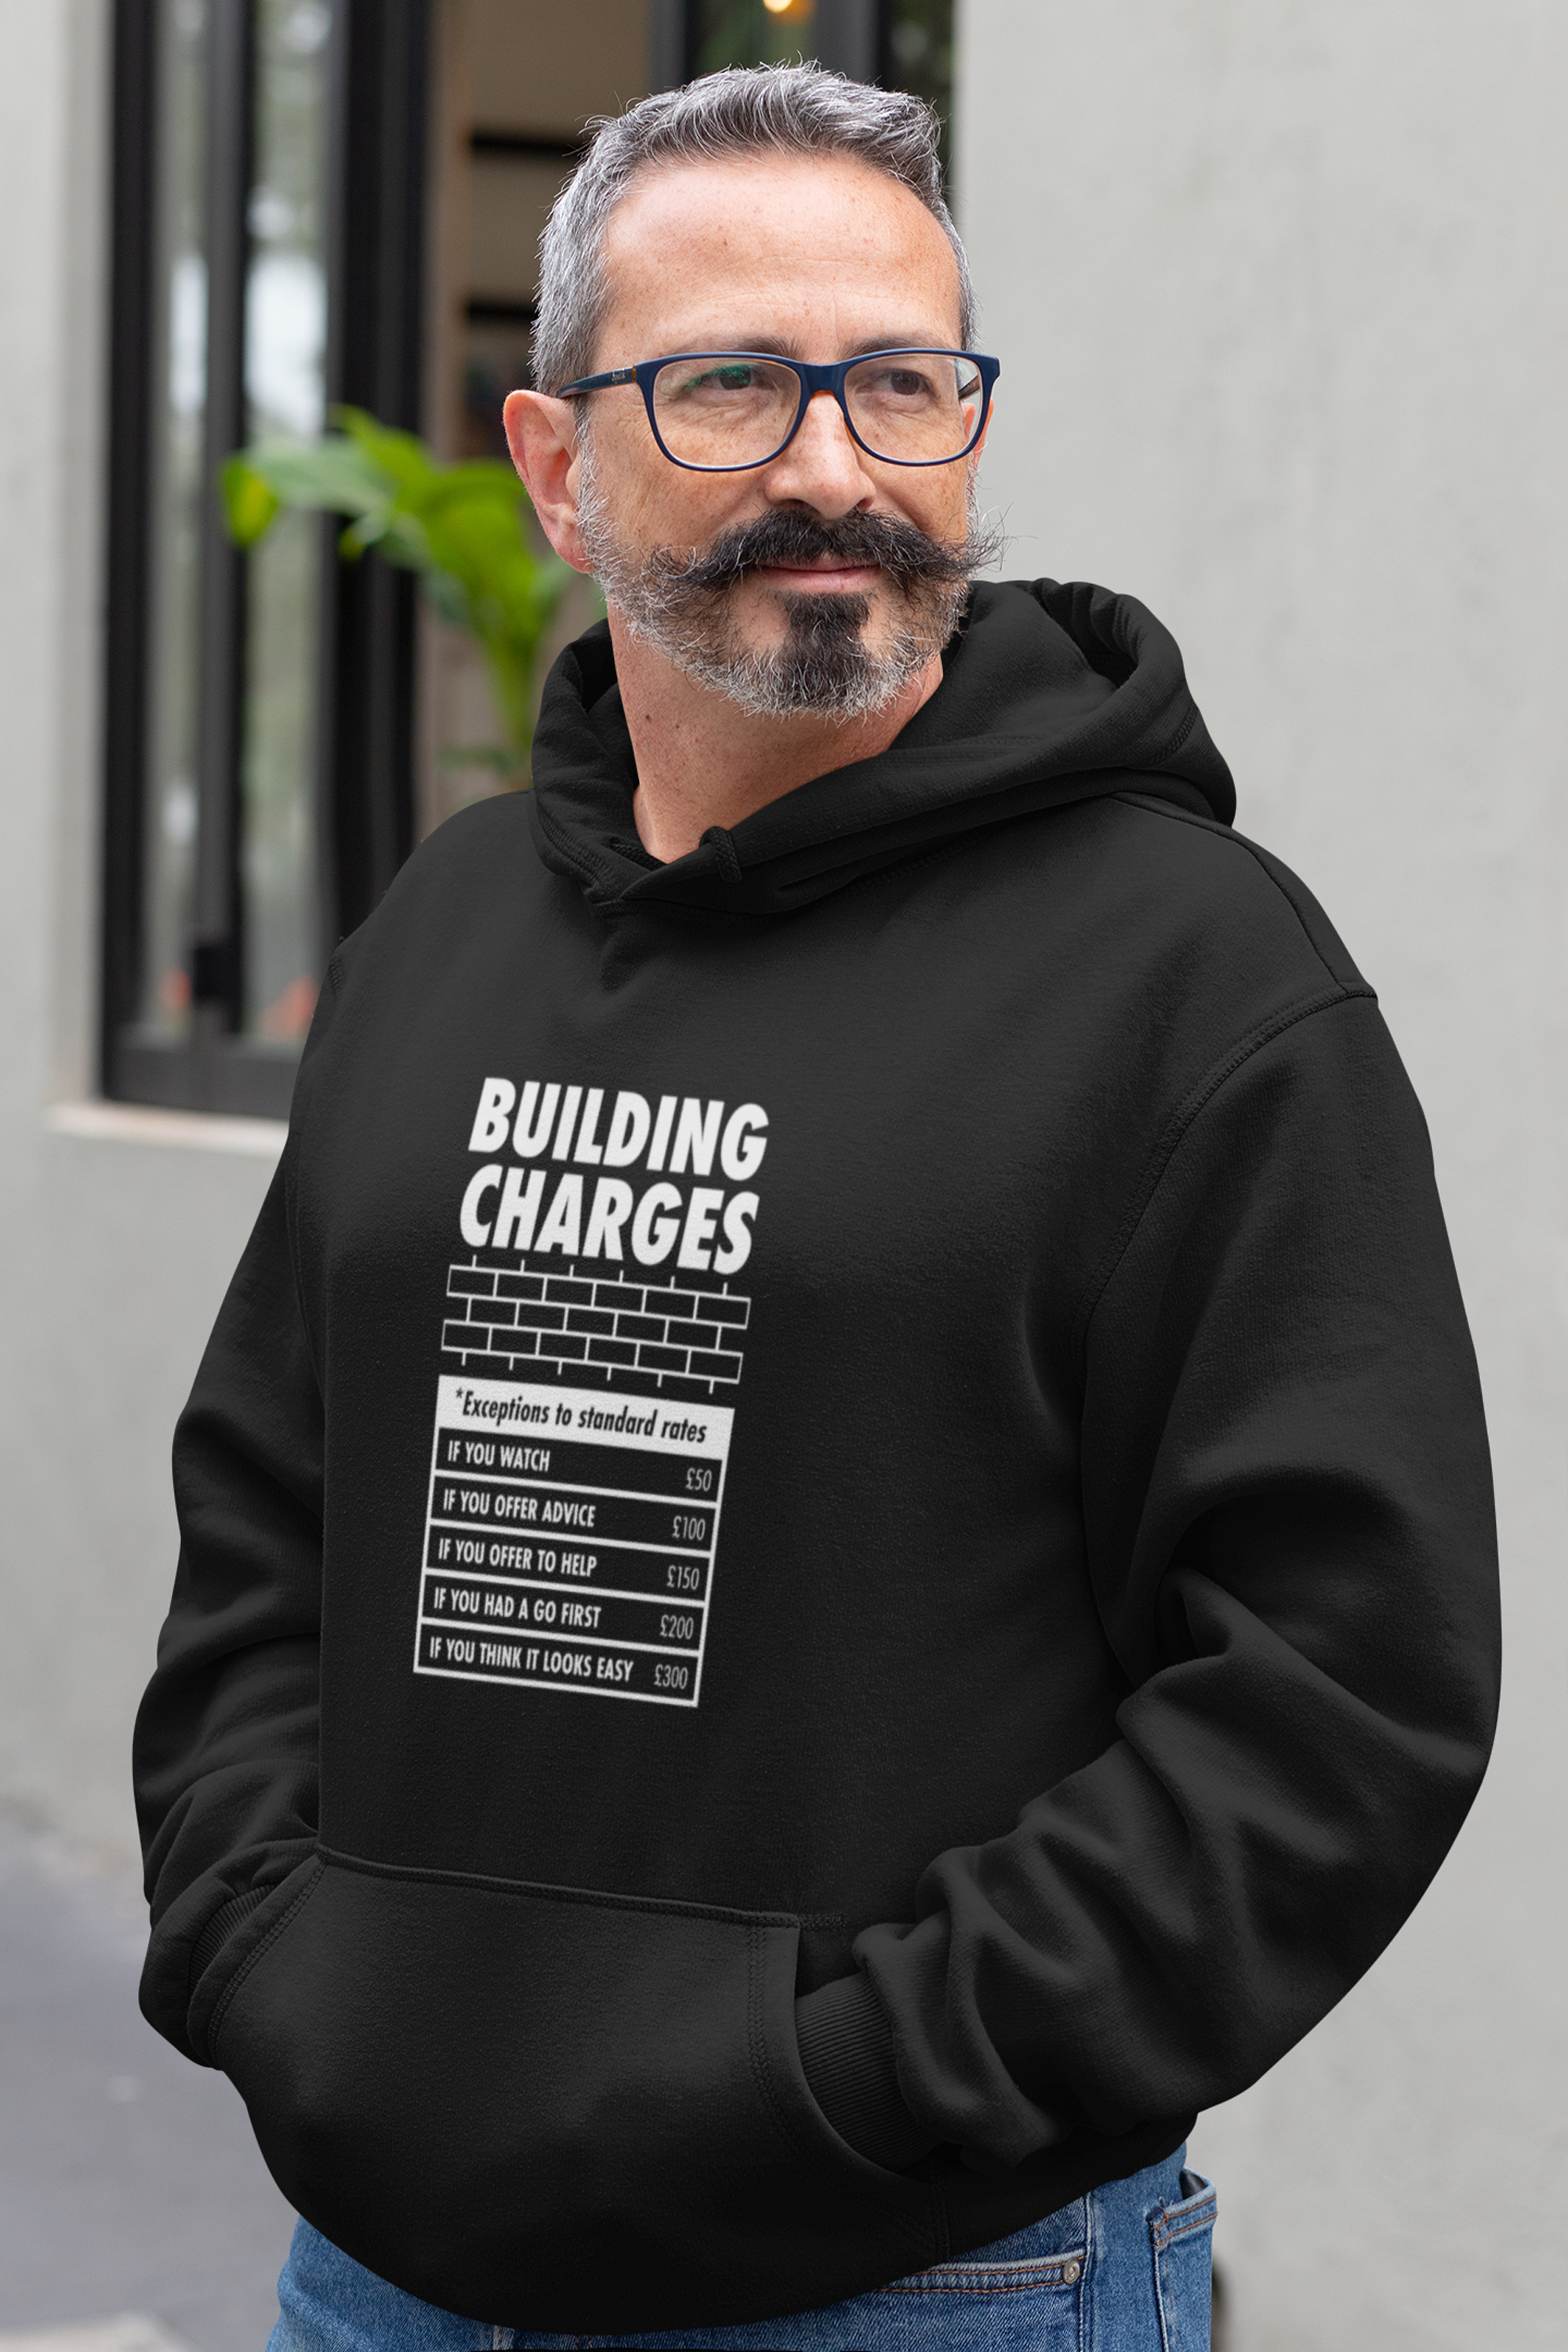 BUILDING
CHARGES
*Exceptions to standard rates
IF YOU WATCH £50
IF YOU OFFER ADVICE £100
IF YOU OFFER TO HELP £150
IF YOU HAD A GO FIRST £200
IF YOU THINK IT LOOKS EASY £300